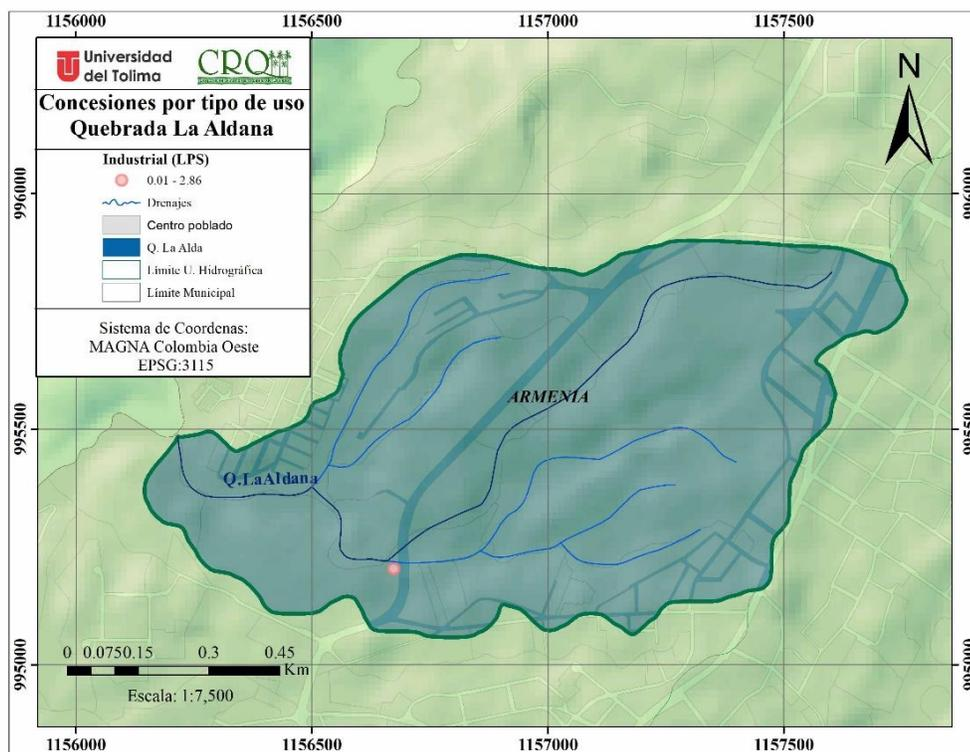 1156000 1156500 1157000 1157500
Universidad
del Tolima
CRQ
Concesiones por tipo de uso
Quebrada La Aldana
Industrial (LPS)
0.01 - 2.86
Drenajes
Centro poblado
Q. La Alda
Límite U. Hidrográfica
Límite Municipal
Sistema de Coordenas:
MAGNA Colombia Oeste
EPSG:3115
N
996000
996000
ARMENIA
995500
995500
Q.LaAldana
995000
995000
0 0.0750.15 0.3 0.45
Km
Escala: 1:7,500
1156000 1156500 1157000 1157500